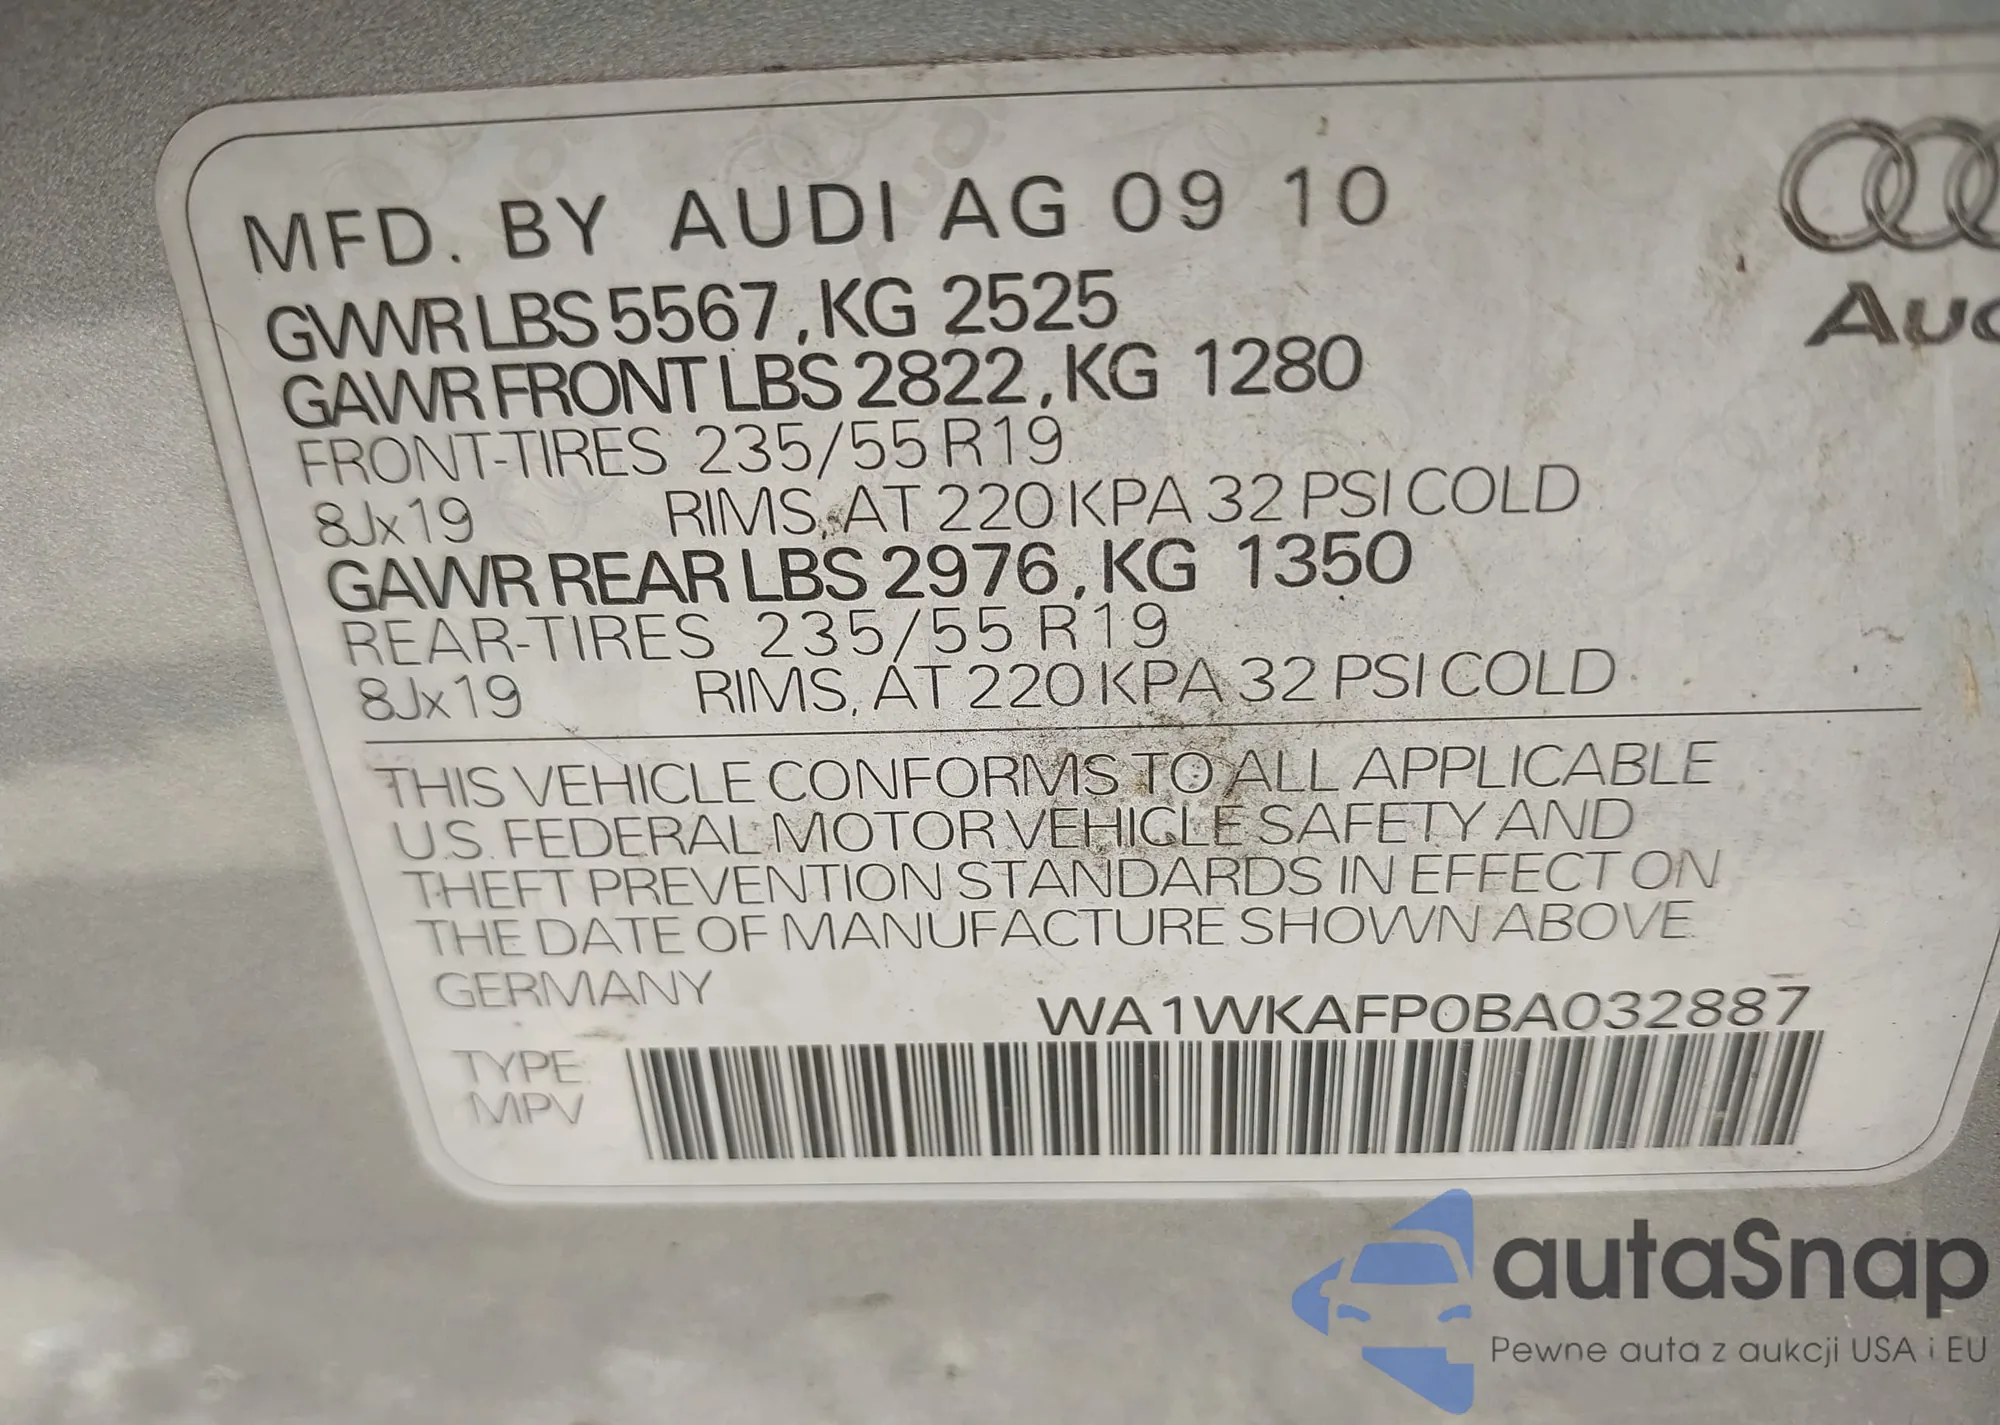 MFD. BY AUDI AG 09 10
GVWR LBS 5567, KG 2525
GAWR FRONT LBS 2822, KG 1280
FRONT-TIRES 235/55 R19
8Jx19 RIMS, AT 220 KPA 32 PSI COLD
GAWR REAR LBS 2976, KG 1350
REAR-TIRES 235/55 R19
8Jx19 RIMS, AT 220 KPA 32 PSI COLD
THIS VEHICLE CONFORMS TO ALL APPLICABLE
U.S. FEDERAL MOTOR VEHICLE SAFETY AND
THEFT PREVENTION STANDARDS IN EFFECT ON
THE DATE OF MANUFACTURE SHOWN ABOVE.
GERMANY
WA1WKAFP0BA032887
TYPE:
MPV
autaSnap
Pewne auta z aukcji USA i EU